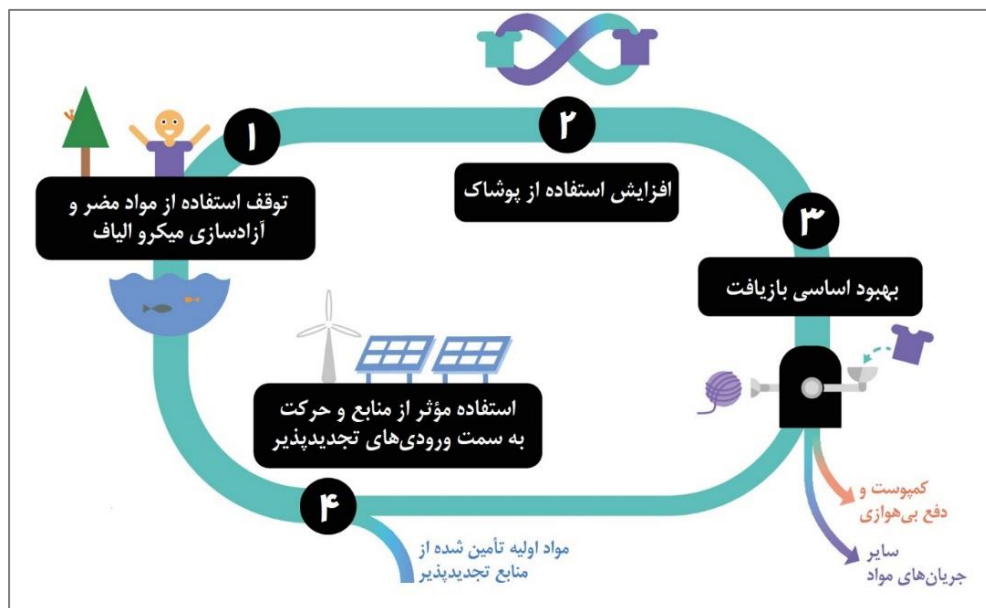 ۱
توقف استفاده از مواد مضر و
آزادسازی میکرو الیاف
۲
افزایش استفاده از پوشاک
۳
بهبود اساسی بازیافت
کمپوست و
دفع بی‌هوازی
سایر
جریان‌های مواد
۴
استفاده مؤثر از منابع و حرکت
به سمت ورودی‌های تجدیدپذیر
مواد اولیه تأمین شده از
منابع تجدیدپذیر